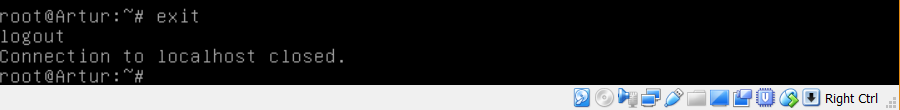 root@Artur:~# exit
logout
Connection to localhost closed.
root@Artur:~#
Right Ctrl